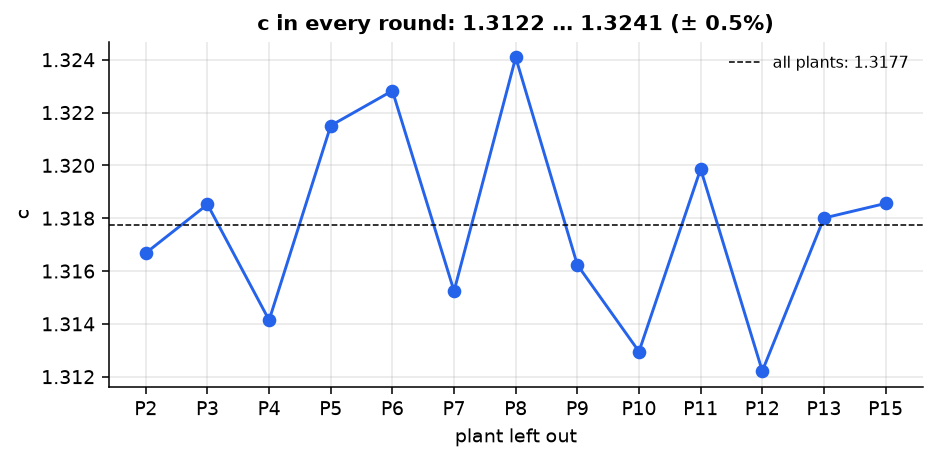 c in every round: 1.3122 … 1.3241 (± 0.5%)
all plants: 1.3177
1.324
1.322
1.320
1.318
1.316
1.314
1.312
c
P2 P3 P4 P5 P6 P7 P8 P9 P10 P11 P12 P13 P15
plant left out